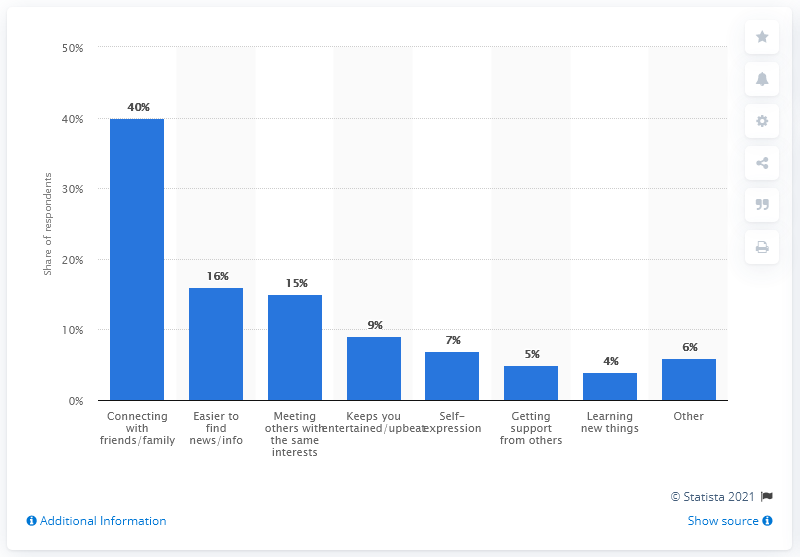 50%
40%
30%
20%
10%
0%
Share of respondents
40%
16%
15%
9%
7%
5%
4%
6%
Connecting
with
friends/family
Easier to
find
news/info
Meeting
others with
the same
interests
Keeps you
entertained/upbeat
Self-
expression
Getting
support
from others
Learning
new things
Other
© Statista 2021
Additional Information
Show source